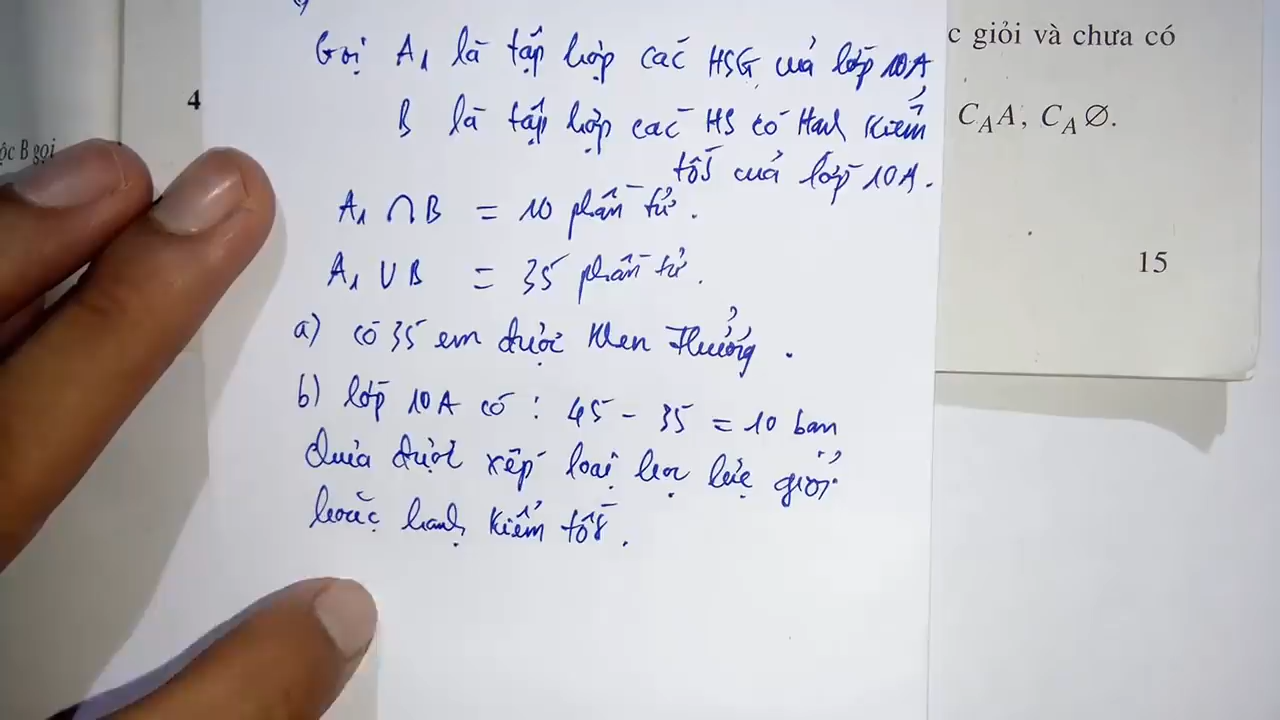 c giỏi và chưa có
4
Gọi A₁ là tập hợp các HSG của lớp 10A
B là tập hợp các HS có Hạnh kiểm
C_A A, C_A ∅.
ộc B gọi
tốt của lớp 10A.
A₁ ∩ B = 10 phần tử.
A₁ ∪ B = 35 phần tử.
15
a) có 35 em được khen thưởng.
b) lớp 10A có : 45 - 35 = 10 bạn
chưa được xếp loại học lực giỏi
hoặc hạnh kiểm tốt.